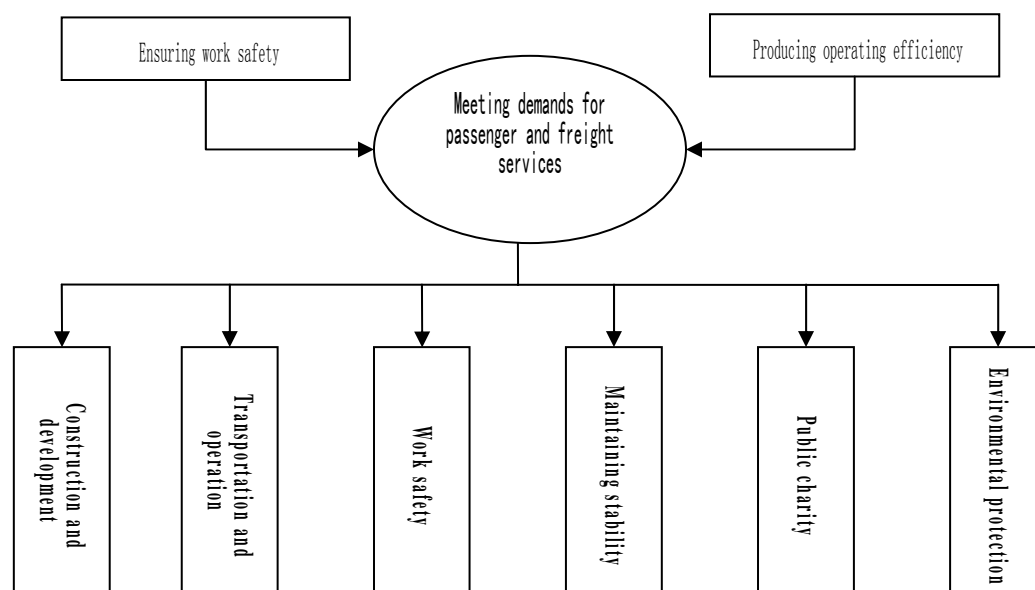 Ensuring work safety
Producing operating efficiency
Meeting demands for
passenger and freight
services
Construction and
development
Transportation and
operation
Work safety
Maintaining stability
Public charity
Environmental protection